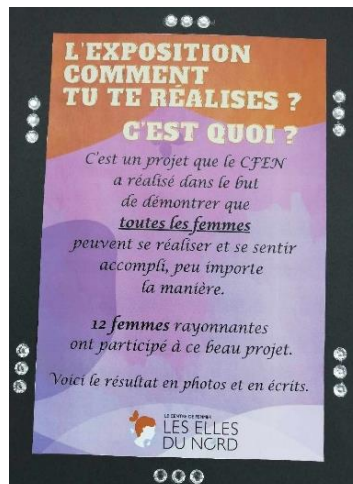 L'EXPOSITION
COMMENT
TU TE RÉALISES ?
C'EST QUOI ?
C'est un projet que le CFEN
a réalisé dans le but
de démontrer que
toutes les femmes
peuvent se réaliser et se sentir
accompli, peu importe
la manière.
12 femmes rayonnantes
ont participé à ce beau projet.
Voici le résultat en photos et en écrits.
LE CENTRE DE FEMMES
LES ELLES
DU NORD